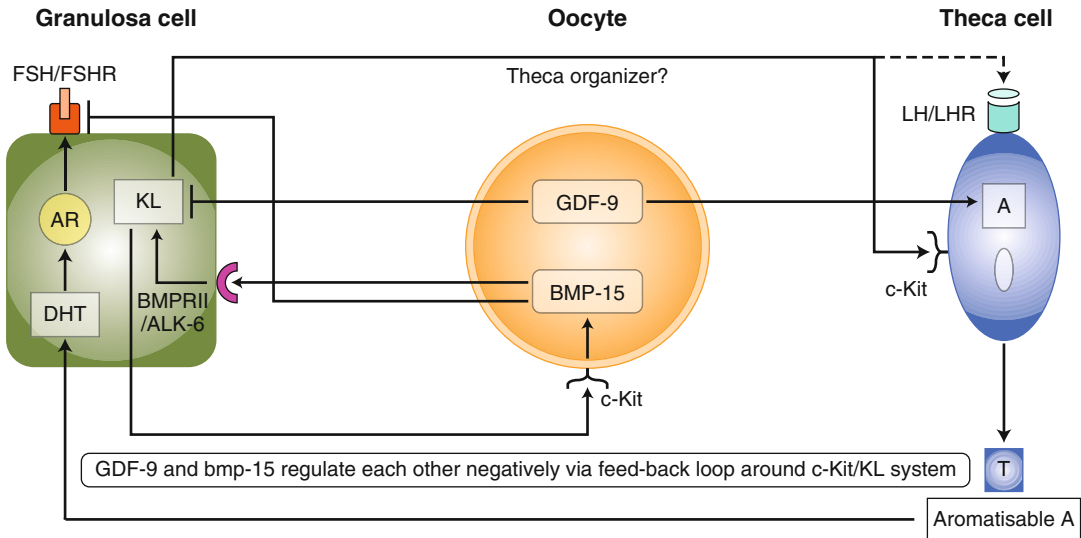 Granulosa cell
Oocyte
Theca cell
FSH/FSHR
Theca organizer?
LH/LHR
KL
GDF-9
A
AR
c-Kit
BMPRII
/ALK-6
BMP-15
DHT
c-Kit
GDF-9 and bmp-15 regulate each other negatively via feed-back loop around c-Kit/KL system
T
Aromatisable A